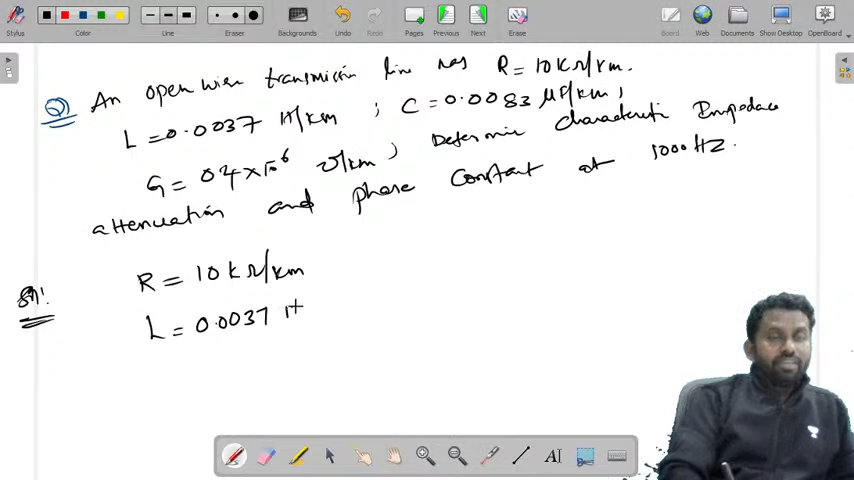 Stylus
Color
Line
Eraser
Backgrounds
Undo
Redo
Pages
Previous
Next
Erase
Board
Web
Documents
Show Desktop
OpenBoard
Q) An open wire transmission line has R = 10 kΩ/km.
L = 0.0037 H/km ; C = 0.0083 μF/km ;
G = 0.4 × 10⁻⁶ ℧/km ; Determine characteristic Impedance
attenuation and phase constant at 1000 Hz.
Sol:
R = 10 kΩ/km
L = 0.0037 H